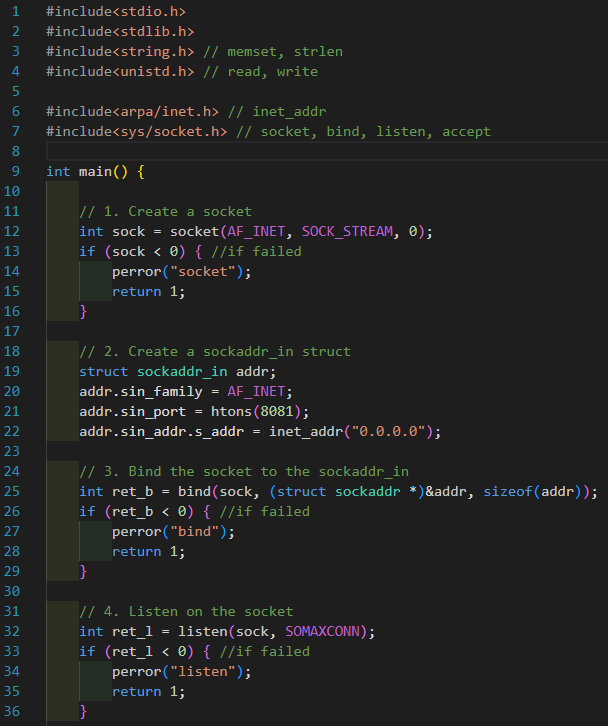 1 #include<stdio.h>
2 #include<stdlib.h>
3 #include<string.h> // memset, strlen
4 #include<unistd.h> // read, write
5
6 #include<arpa/inet.h> // inet_addr
7 #include<sys/socket.h> // socket, bind, listen, accept
8
9 int main() {
10
11     // 1. Create a socket
12     int sock = socket(AF_INET, SOCK_STREAM, 0);
13     if (sock < 0) { //if failed
14         perror("socket");
15         return 1;
16     }
17
18     // 2. Create a sockaddr_in struct
19     struct sockaddr_in addr;
20     addr.sin_family = AF_INET;
21     addr.sin_port = htons(8081);
22     addr.sin_addr.s_addr = inet_addr("0.0.0.0");
23
24     // 3. Bind the socket to the sockaddr_in
25     int ret_b = bind(sock, (struct sockaddr *)&addr, sizeof(addr));
26     if (ret_b < 0) { //if failed
27         perror("bind");
28         return 1;
29     }
30
31     // 4. Listen on the socket
32     int ret_l = listen(sock, SOMAXCONN);
33     if (ret_l < 0) { //if failed
34         perror("listen");
35         return 1;
36     }